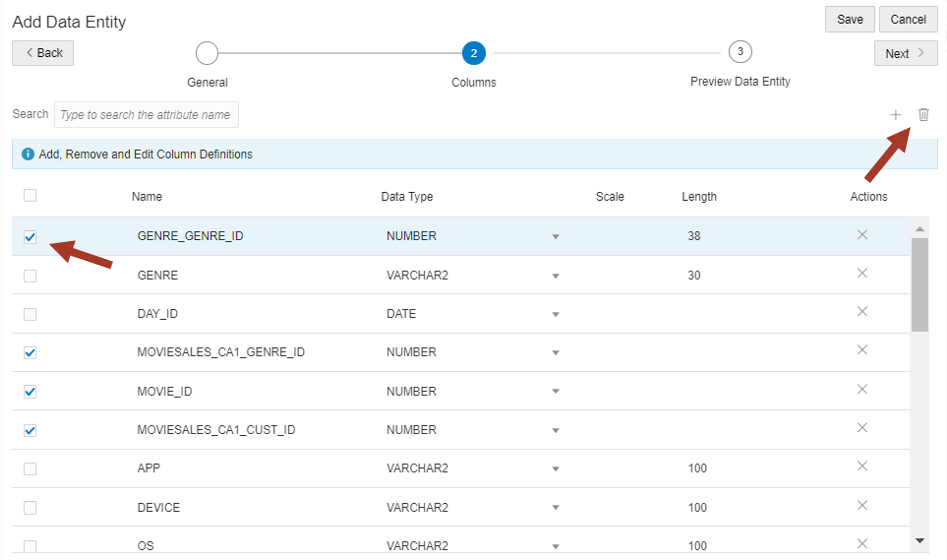 Add Data Entity
Save
Cancel
Back
Next
2
3
General
Columns
Preview Data Entity
Search
Type to search the attribute name
Add, Remove and Edit Column Definitions
Name Data Type Scale Length Actions
GENRE_GENRE_ID NUMBER 38
GENRE VARCHAR2 30
DAY_ID DATE
MOVIESALES_CA1_GENRE_ID NUMBER
MOVIE_ID NUMBER
MOVIESALES_CA1_CUST_ID NUMBER
APP VARCHAR2 100
DEVICE VARCHAR2 100
OS VARCHAR2 100